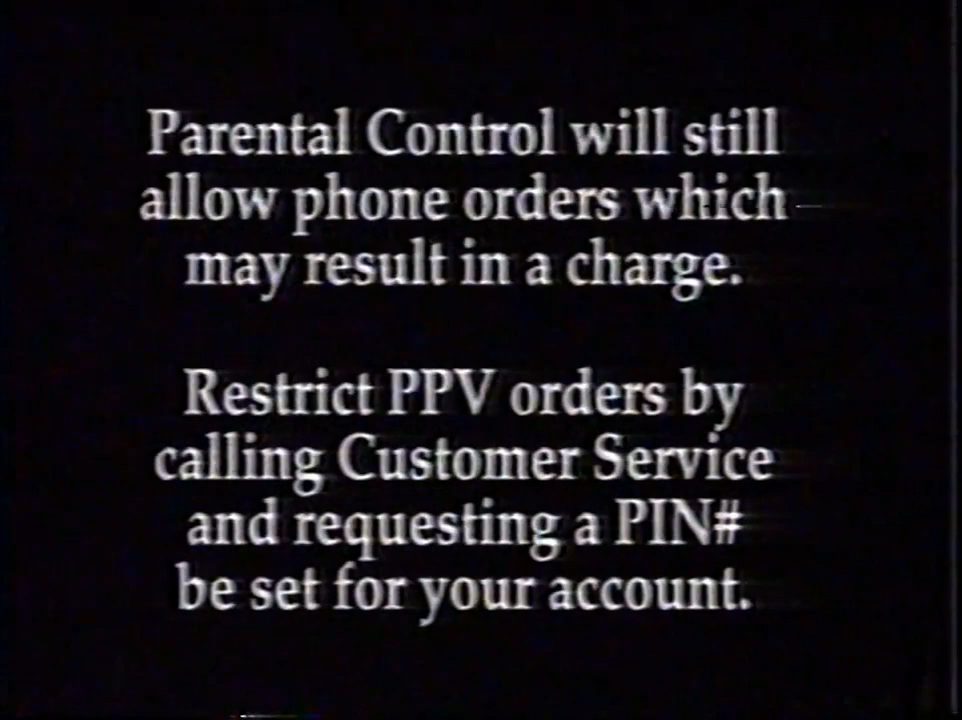 Parental Control will still
allow phone orders which
may result in a charge.
Restrict PPV orders by
calling Customer Service
and requesting a PIN#
be set for your account.